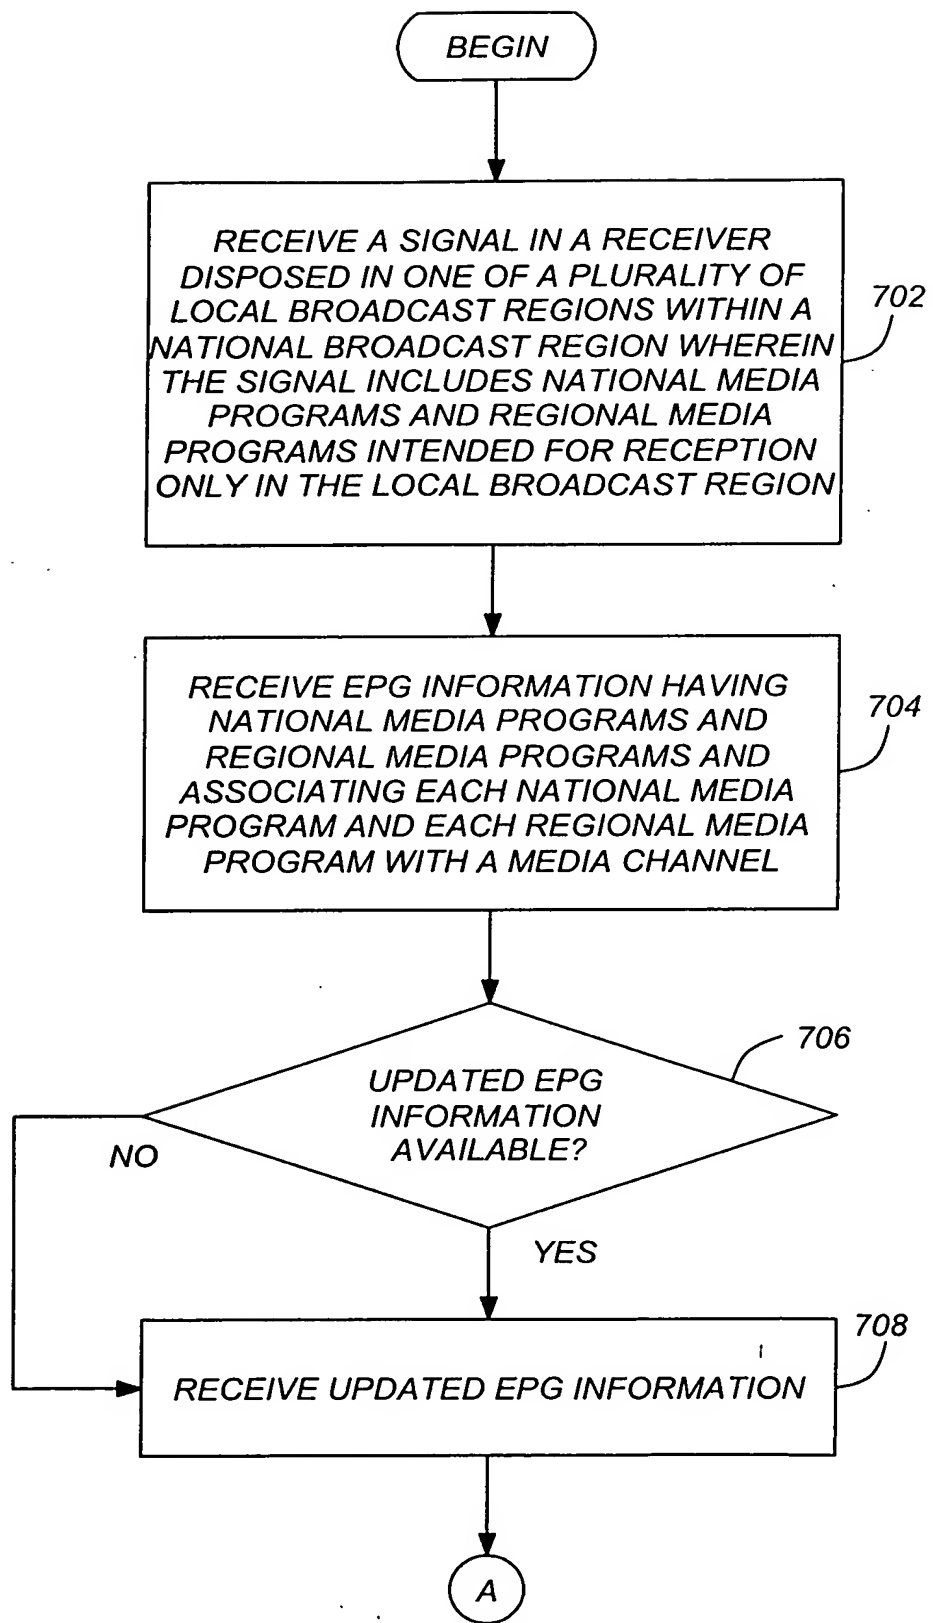 BEGIN
RECEIVE A SIGNAL IN A RECEIVER
DISPOSED IN ONE OF A PLURALITY OF
LOCAL BROADCAST REGIONS WITHIN A
NATIONAL BROADCAST REGION WHEREIN
THE SIGNAL INCLUDES NATIONAL MEDIA
PROGRAMS AND REGIONAL MEDIA
PROGRAMS INTENDED FOR RECEPTION
ONLY IN THE LOCAL BROADCAST REGION
702
RECEIVE EPG INFORMATION HAVING
NATIONAL MEDIA PROGRAMS AND
REGIONAL MEDIA PROGRAMS AND
ASSOCIATING EACH NATIONAL MEDIA
PROGRAM AND EACH REGIONAL MEDIA
PROGRAM WITH A MEDIA CHANNEL
704
UPDATED EPG
INFORMATION
AVAILABLE?
706
NO
YES
RECEIVE UPDATED EPG INFORMATION
708
A